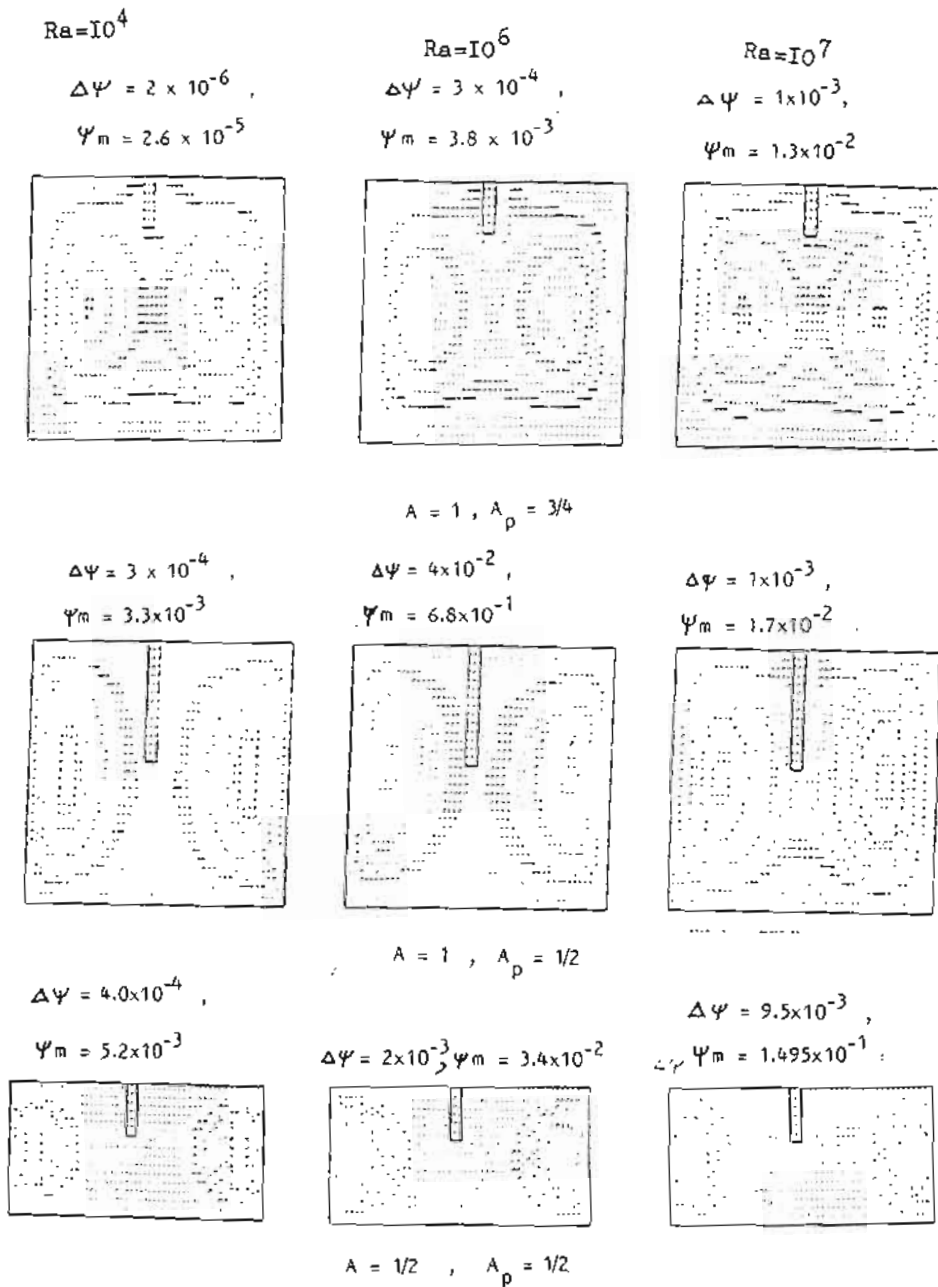 Ra=IO^4
Ra=IO^6
Ra=IO^7
ΔΨ = 2 x 10^-6 ,
ΔΨ = 3 x 10^-4 ,
ΔΨ = 1x10^-3,
Ψm = 2.6 x 10^-5
Ψm = 3.8 x 10^-3
Ψm = 1.3x10^-2
A = 1 , A_p = 3/4
ΔΨ = 3 x 10^-4 ,
ΔΨ = 4x10^-2 ,
ΔΨ = 1x10^-3 ,
Ψm = 3.3x10^-3
Ψm = 6.8x10^-1
Ψm = 1.7x10^-2
A = 1 , A_p = 1/2
ΔΨ = 4.0x10^-4 ,
ΔΨ = 9.5x10^-3 ,
Ψm = 5.2x10^-3
ΔΨ = 2x10^-3, Ψm = 3.4x10^-2
Ψm = 1.495x10^-1
A = 1/2 , A_p = 1/2